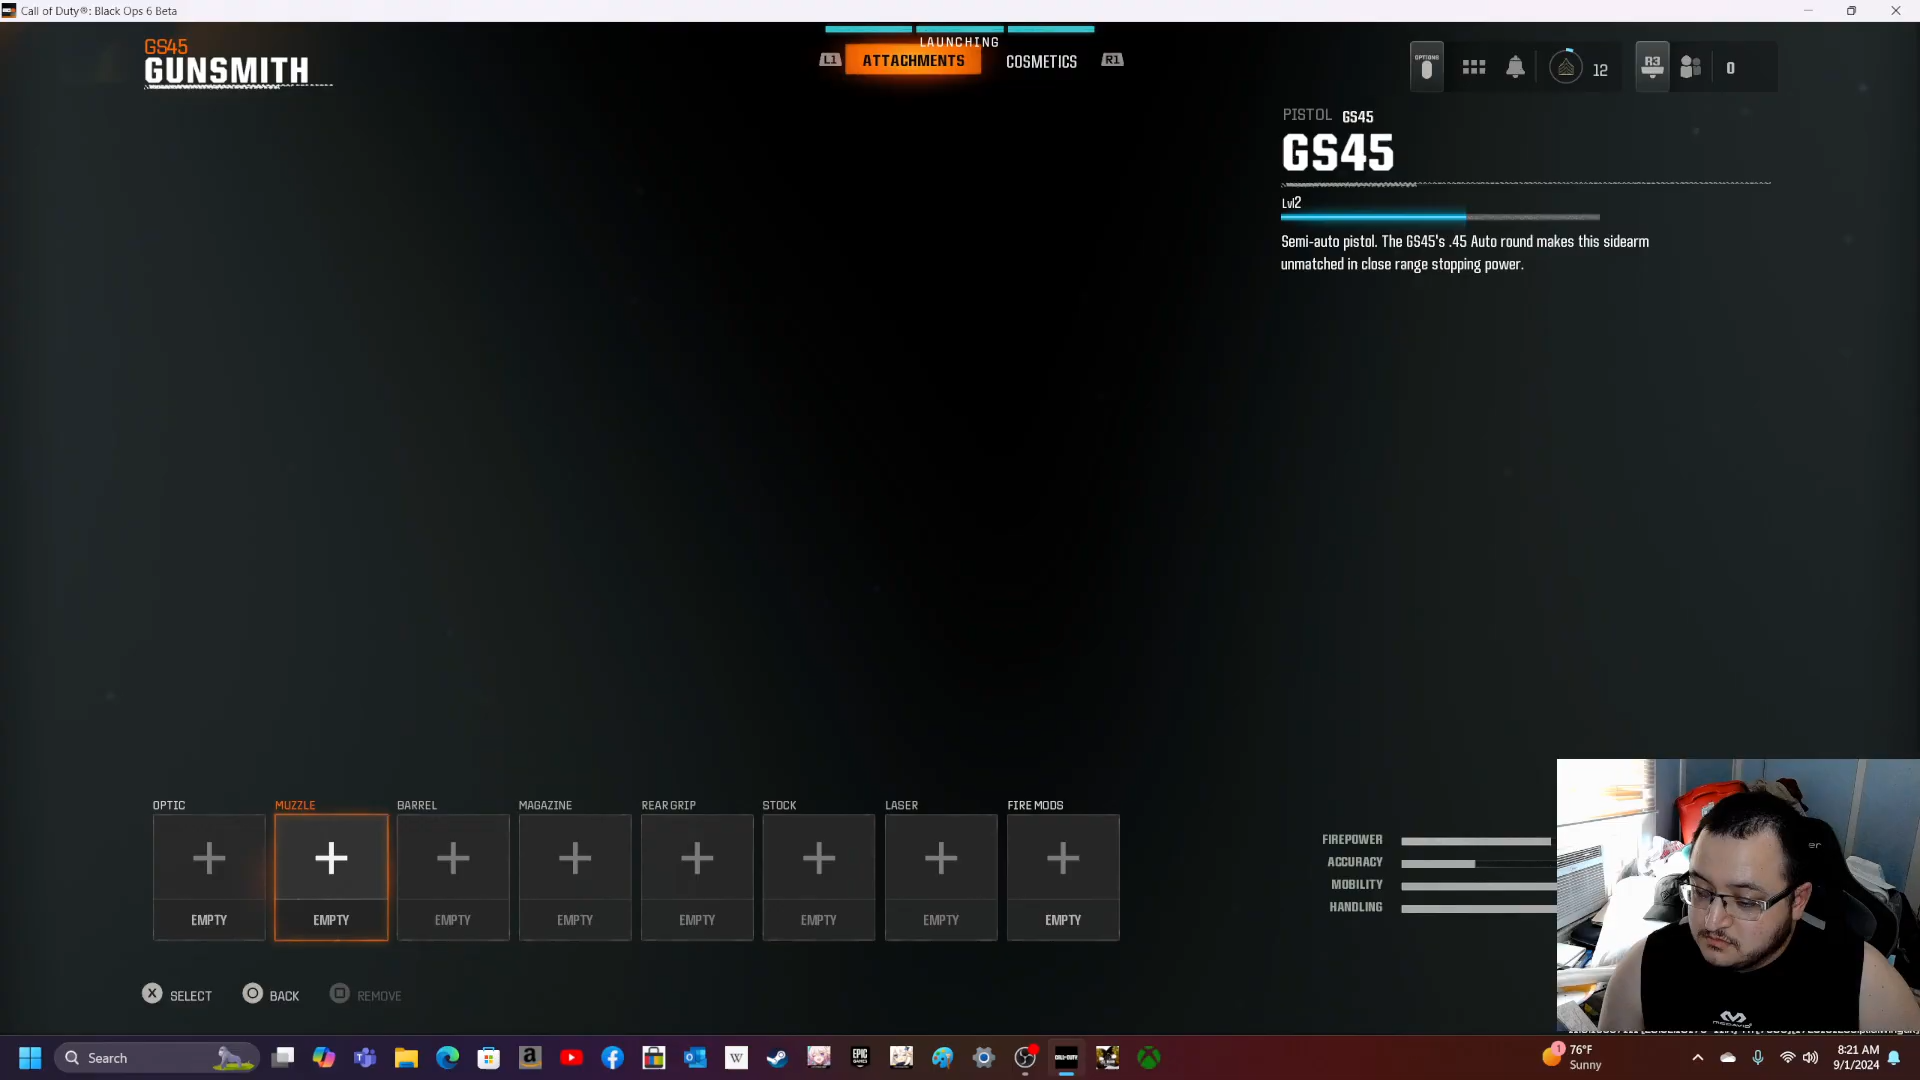 Call of Duty®: Black Ops 6 Beta
GS45
GUNSMITH
LAUNCHING
L1 ATTACHMENTS COSMETICS R1
OPTIONS
12
R3
0
PISTOL GS45
GS45
Lvl2
Semi-auto pistol. The GS45's .45 Auto round makes this sidearm
unmatched in close range stopping power.
OPTIC MUZZLE BARREL MAGAZINE REAR GRIP STOCK LASER FIRE MODS
EMPTY EMPTY EMPTY EMPTY EMPTY EMPTY EMPTY EMPTY
FIREPOWER
ACCURACY
MOBILITY
HANDLING
X SELECT BACK REMOVE
Search
1
76°F
Sunny
8:21 AM
9/1/2024